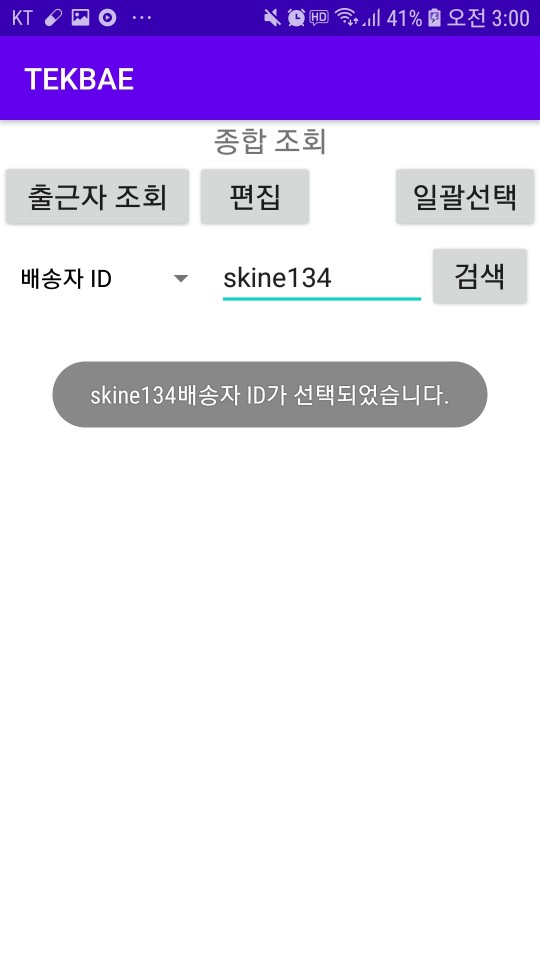 KT ... HD 41% 오전 3:00
TEKBAE
종합 조회
출근자 조회 편집 일괄선택
배송자 ID skine134 검색
skine134배송자 ID가 선택되었습니다.